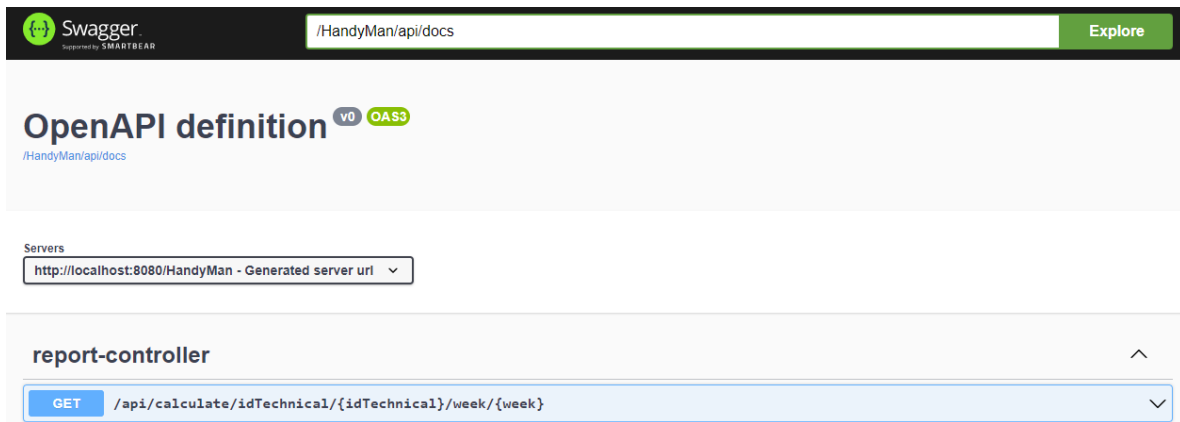 Swagger.
Supported by SMARTBEAR
/HandyMan/api/docs
Explore
OpenAPI definition v0 OAS3
/HandyMan/api/docs
Servers
http://localhost:8080/HandyMan - Generated server url
report-controller
GET /api/calculate/idTechnical/{idTechnical}/week/{week}